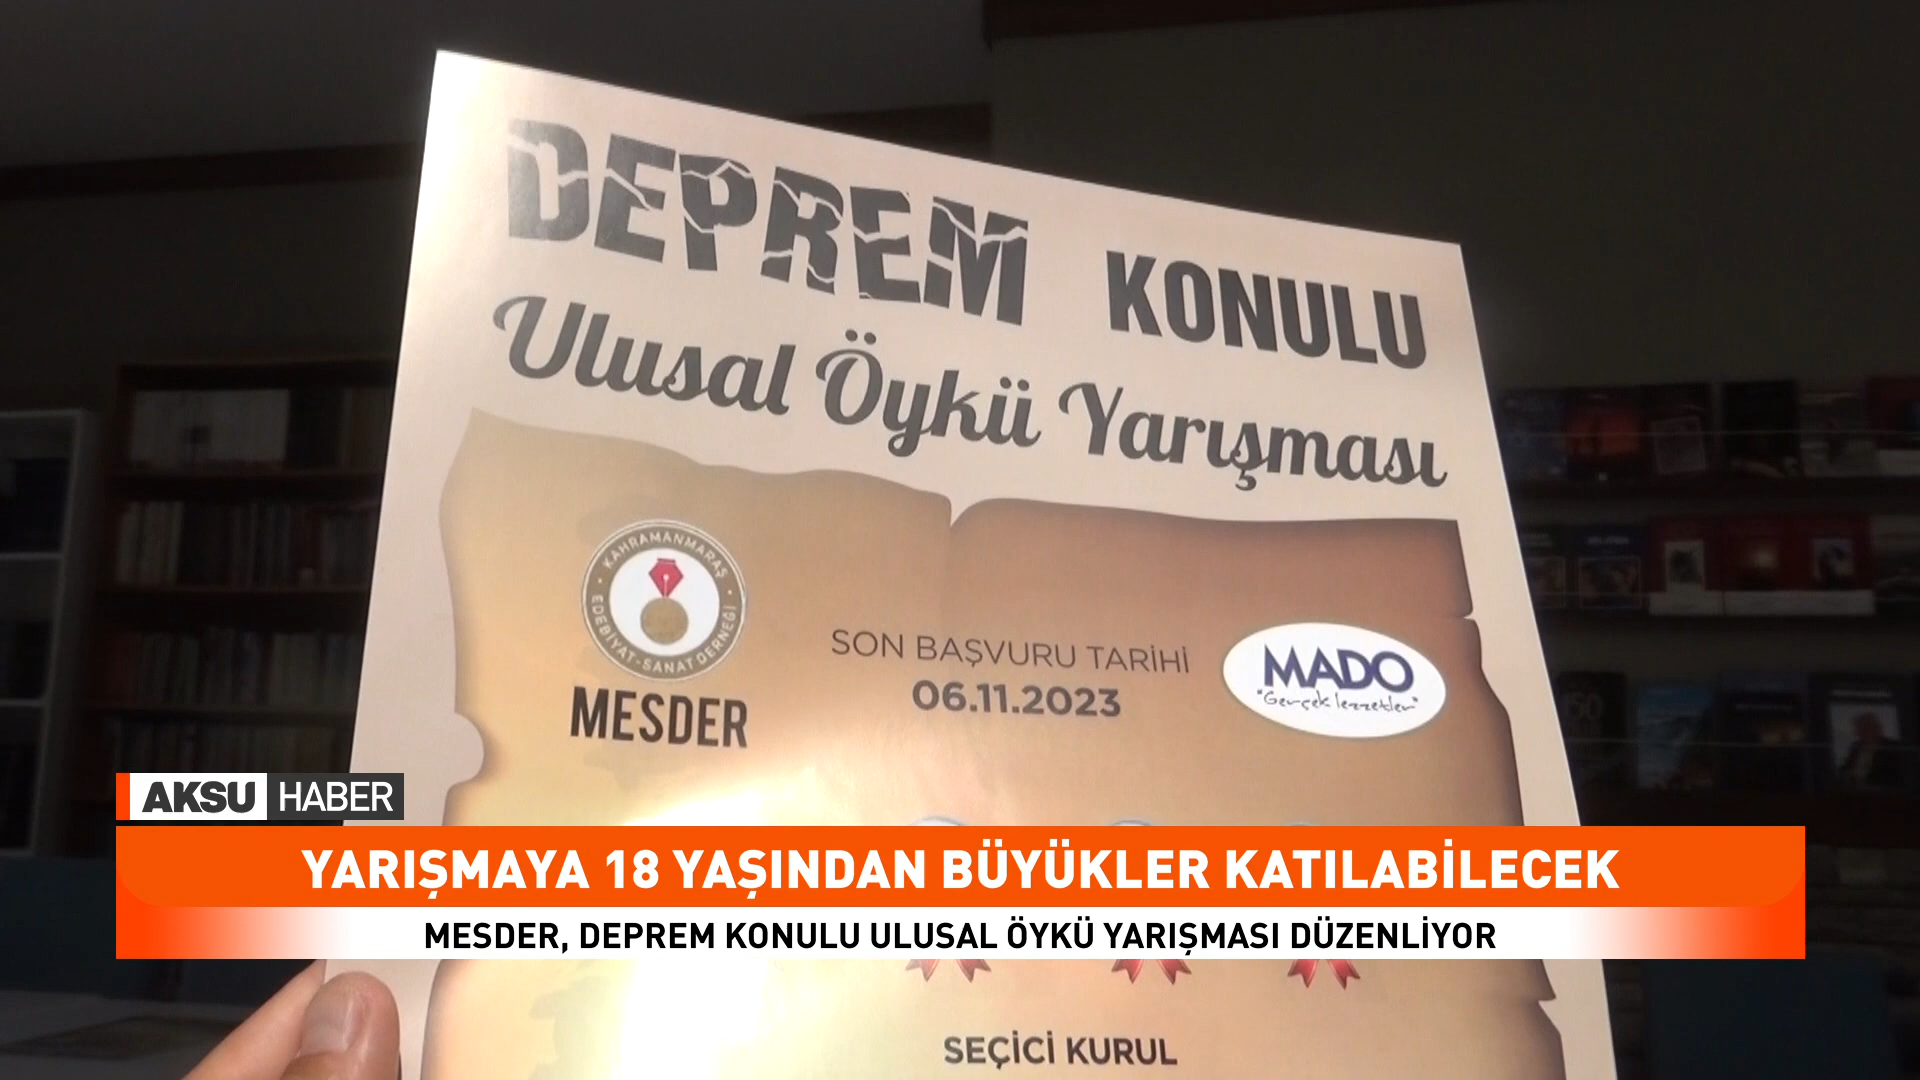 DEPREM KONULU
Ulusal Öykü Yarışması
KAHRAMANMARAŞ
EDEBİYAT-SANAT DERNEĞİ
MESDER
SON BAŞVURU TARİHİ
06.11.2023
MADO
"Gerçek lezzetler"
AKSU HABER
YARIŞMAYA 18 YAŞINDAN BÜYÜKLER KATILABİLECEK
MESDER, DEPREM KONULU ULUSAL ÖYKÜ YARIŞMASI DÜZENLİYOR
SEÇİCİ KURUL